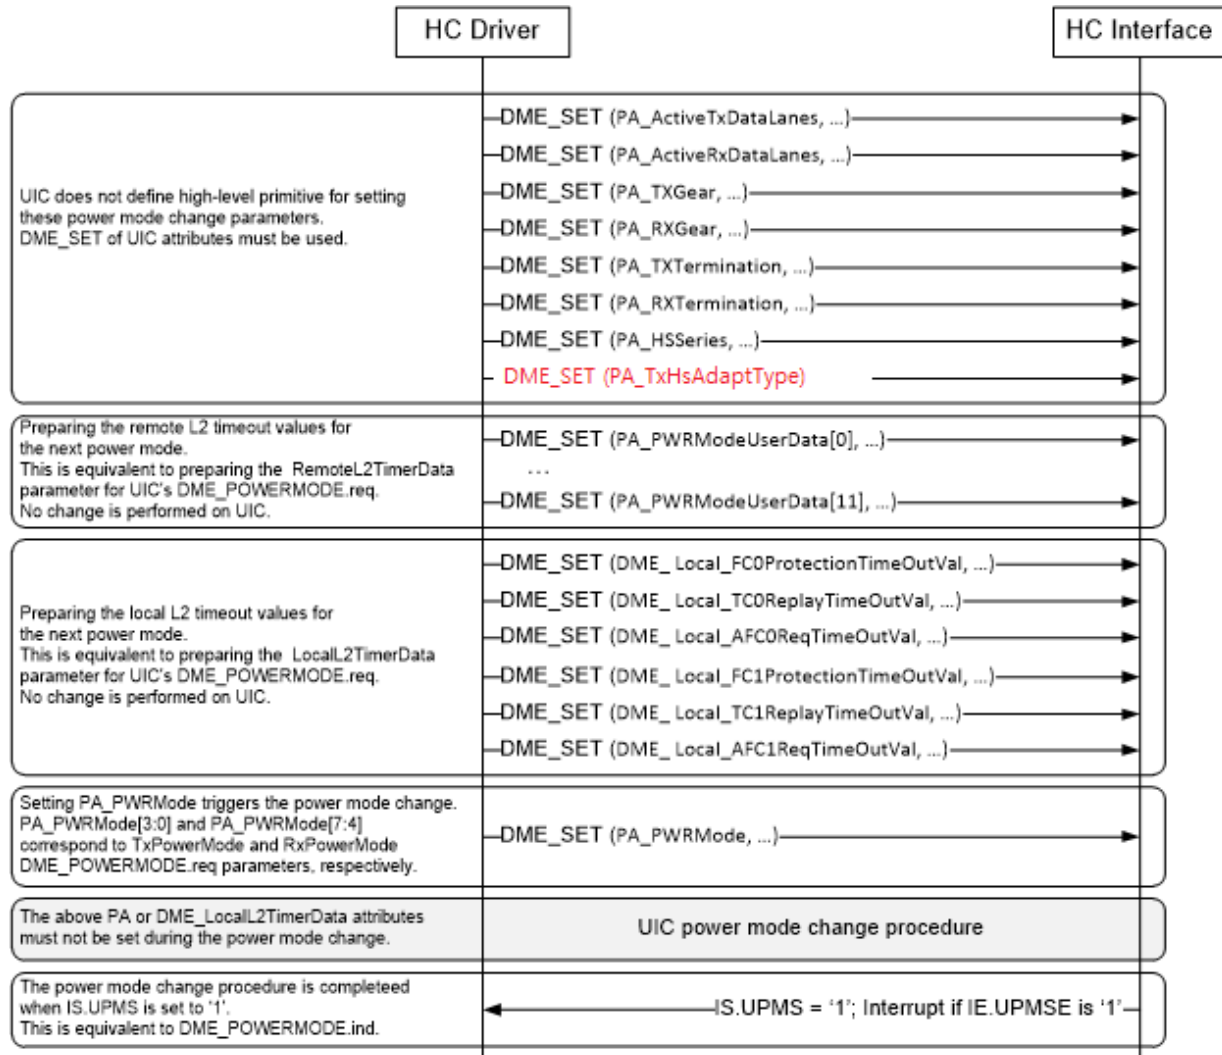 HC Driver
HC Interface
UIC does not define high-level primitive for setting
these power mode change parameters.
DME_SET of UIC attributes must be used.
DME_SET (PA_ActiveTxDataLanes, ...)
DME_SET (PA_ActiveRxDataLanes, ...)
DME_SET (PA_TXGear, ...)
DME_SET (PA_RXGear, ...)
DME_SET (PA_TXTermination, ...)
DME_SET (PA_RXTermination, ...)
DME_SET (PA_HSSeries, ...)
DME_SET (PA_TxHsAdaptType)
Preparing the remote L2 timeout values for
the next power mode.
This is equivalent to preparing the RemoteL2TimerData
parameter for UIC's DME_POWERMODE.req.
No change is performed on UIC.
DME_SET (PA_PWRModeUserData[0], ...)
...
DME_SET (PA_PWRModeUserData[11], ...)
Preparing the local L2 timeout values for
the next power mode.
This is equivalent to preparing the LocalL2TimerData
parameter for UIC's DME_POWERMODE.req.
No change is performed on UIC.
DME_SET (DME_ Local_FC0ProtectionTimeOutVal, ...)
DME_SET (DME_ Local_TC0ReplayTimeOutVal, ...)
DME_SET (DME_ Local_AFC0ReqTimeOutVal, ...)
DME_SET (DME_ Local_FC1ProtectionTimeOutVal, ...)
DME_SET (DME_ Local_TC1ReplayTimeOutVal, ...)
DME_SET (DME_ Local_AFC1ReqTimeOutVal, ...)
Setting PA_PWRMode triggers the power mode change.
PA_PWRMode[3:0] and PA_PWRMode[7:4]
correspond to TxPowerMode and RxPowerMode
DME_POWERMODE.req parameters, respectively.
DME_SET (PA_PWRMode, ...)
The above PA or DME_LocalL2TimerData attributes
must not be set during the power mode change.
UIC power mode change procedure
The power mode change procedure is completeed
when IS.UPMS is set to '1'.
This is equivalent to DME_POWERMODE.ind.
IS.UPMS = '1'; Interrupt if IE.UPMSE is '1'